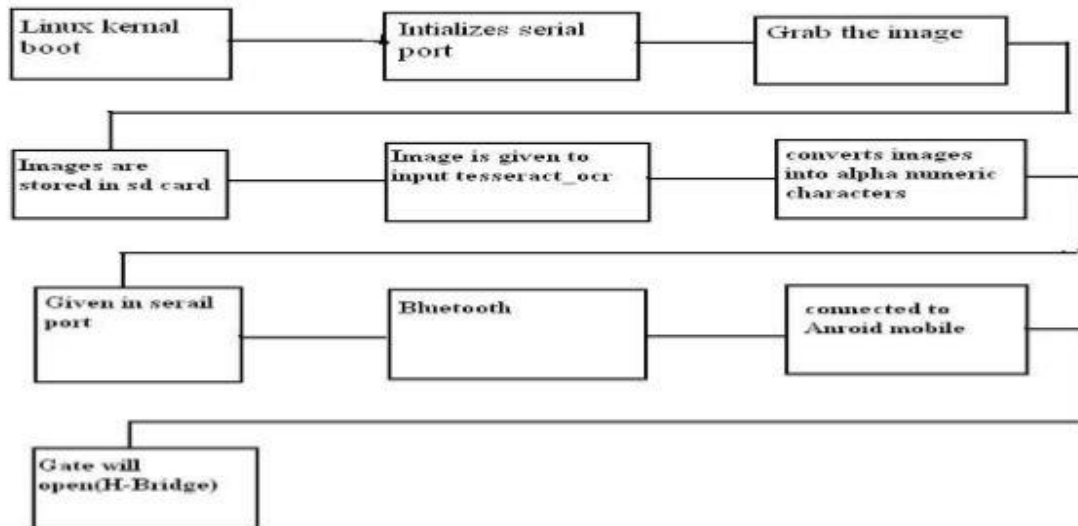 Linux kernal
boot
Intializes serial
port
Grab the image
Images are
stored in sd card
Image is given to
input tesseract_ocr
converts images
into alpha numeric
characters
Given in serail
port
Bluetooth
connected to
Anroid mobile
Gate will
open(H-Bridge)